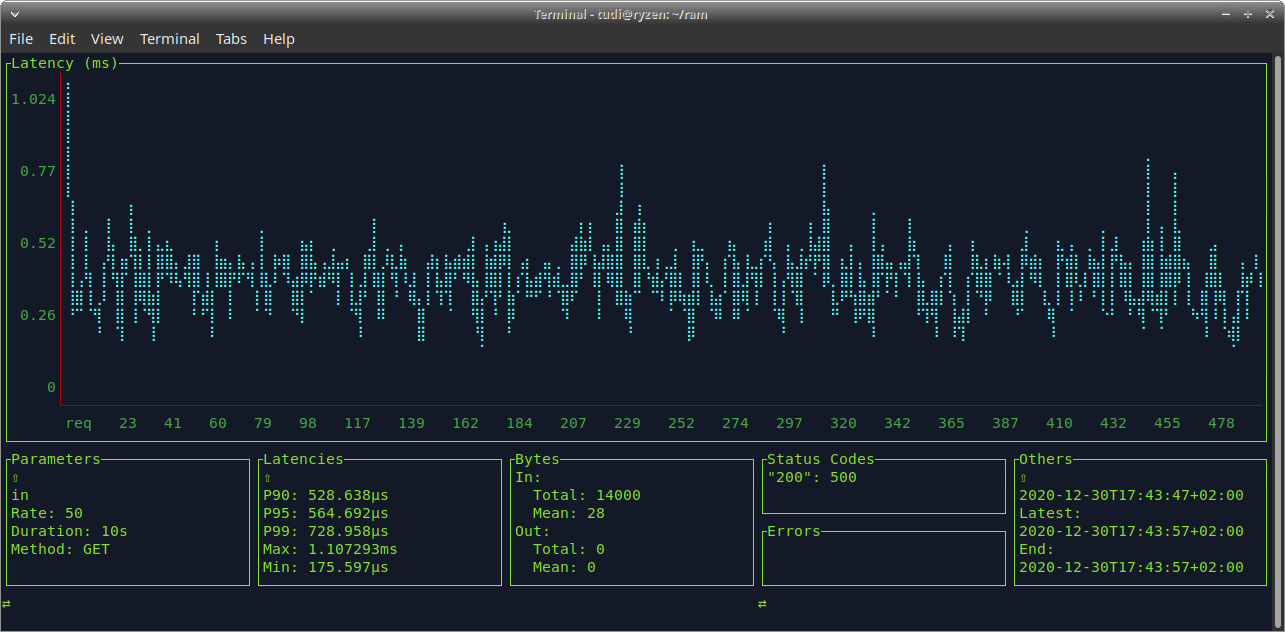 Terminal - tudi@ryzen: ~/ram
File Edit View Terminal Tabs Help
Latency (ms)
1.024
0.77
0.52
0.26
0
req 23 41 60 79 98 117 139 162 184 207 229 252 274 297 320 342 365 387 410 432 455 478
Parameters
⇧
in
Rate: 50
Duration: 10s
Method: GET
Latencies
⇧
P90: 528.638µs
P95: 564.692µs
P99: 728.958µs
Max: 1.107293ms
Min: 175.597µs
Bytes
In:
Total: 14000
Mean: 28
Out:
Total: 0
Mean: 0
Status Codes
"200": 500
Errors
Others
⇧
2020-12-30T17:43:47+02:00
Latest:
2020-12-30T17:43:57+02:00
End:
2020-12-30T17:43:57+02:00
⇄ ⇄